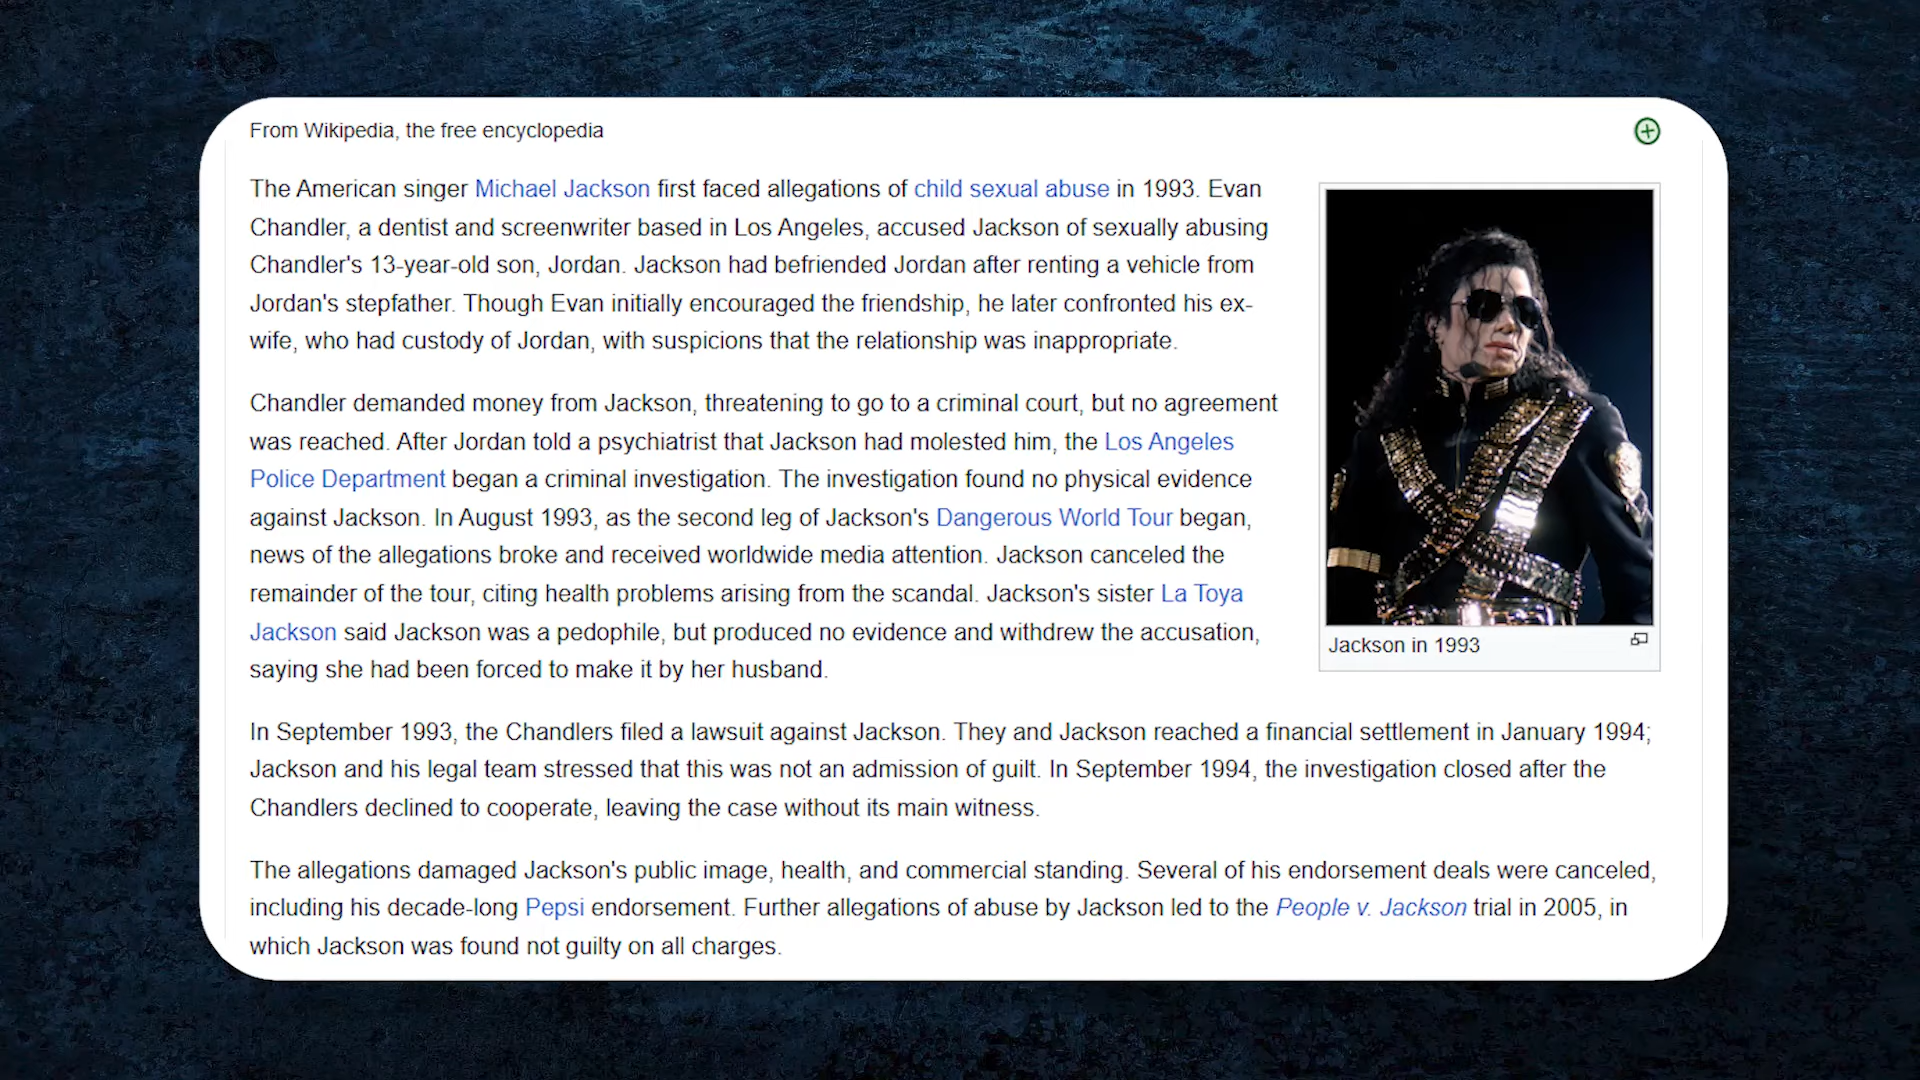 From Wikipedia, the free encyclopedia
The American singer Michael Jackson first faced allegations of child sexual abuse in 1993. Evan
Chandler, a dentist and screenwriter based in Los Angeles, accused Jackson of sexually abusing
Chandler's 13-year-old son, Jordan. Jackson had befriended Jordan after renting a vehicle from
Jordan's stepfather. Though Evan initially encouraged the friendship, he later confronted his ex-
wife, who had custody of Jordan, with suspicions that the relationship was inappropriate.
Chandler demanded money from Jackson, threatening to go to a criminal court, but no agreement
was reached. After Jordan told a psychiatrist that Jackson had molested him, the Los Angeles
Police Department began a criminal investigation. The investigation found no physical evidence
against Jackson. In August 1993, as the second leg of Jackson's Dangerous World Tour began,
news of the allegations broke and received worldwide media attention. Jackson canceled the
remainder of the tour, citing health problems arising from the scandal. Jackson's sister La Toya
Jackson said Jackson was a pedophile, but produced no evidence and withdrew the accusation,
saying she had been forced to make it by her husband.
Jackson in 1993
In September 1993, the Chandlers filed a lawsuit against Jackson. They and Jackson reached a financial settlement in January 1994;
Jackson and his legal team stressed that this was not an admission of guilt. In September 1994, the investigation closed after the
Chandlers declined to cooperate, leaving the case without its main witness.
The allegations damaged Jackson's public image, health, and commercial standing. Several of his endorsement deals were canceled,
including his decade-long Pepsi endorsement. Further allegations of abuse by Jackson led to the People v. Jackson trial in 2005, in
which Jackson was found not guilty on all charges.